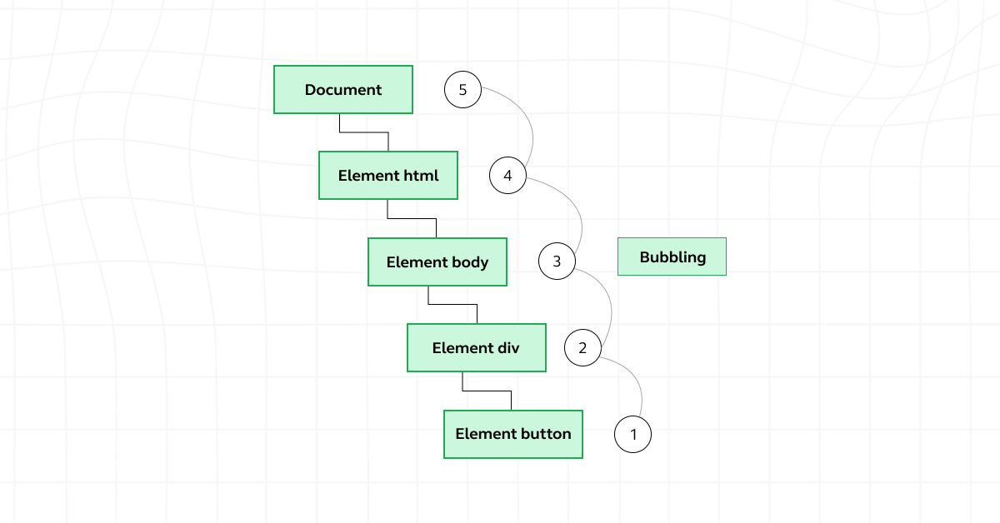 Document
5
Element html
4
Element body
3
Bubbling
Element div
2
Element button
1